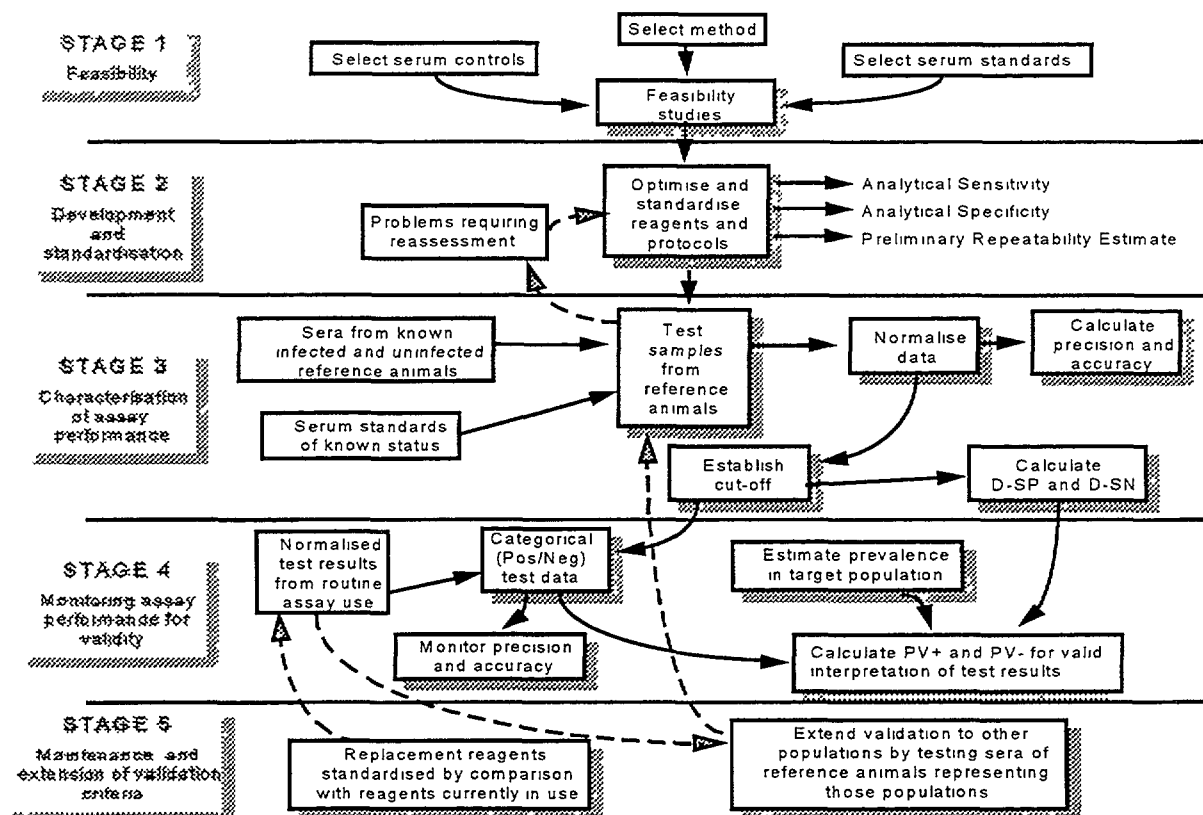 STAGE 1
Feasibility
Select method
Select serum controls
Select serum standards
Feasibility
studies
STAGE 2
Development
and
standardisation
Problems requiring
reassessment
Optimise and
standardise
reagents and
protocols
Analytical Sensitivity
Analytical Specificity
Preliminary Repeatability Estimate
STAGE 3
Characterisation
of assay
performance
Sera from known
infected and uninfected
reference animals
Serum standards
of known status
Test
samples
from
reference
animals
Normalise
data
Calculate
precision and
accuracy
Establish
cut-off
Calculate
D-SP and D-SN
STAGE 4
Monitoring assay
performance for
validity
Normalised
test results
from routine
assay use
Categorical
(Pos/Neg)
test data
Estimate prevalence
in target population
Monitor precision
and accuracy
Calculate PV+ and PV- for valid
interpretation of test results
STAGE 5
Maintenance and
extension of validation
criteria
Replacement reagents
standardised by comparison
with reagents currently in use
Extend validation to other
populations by testing sera of
reference animals representing
those populations